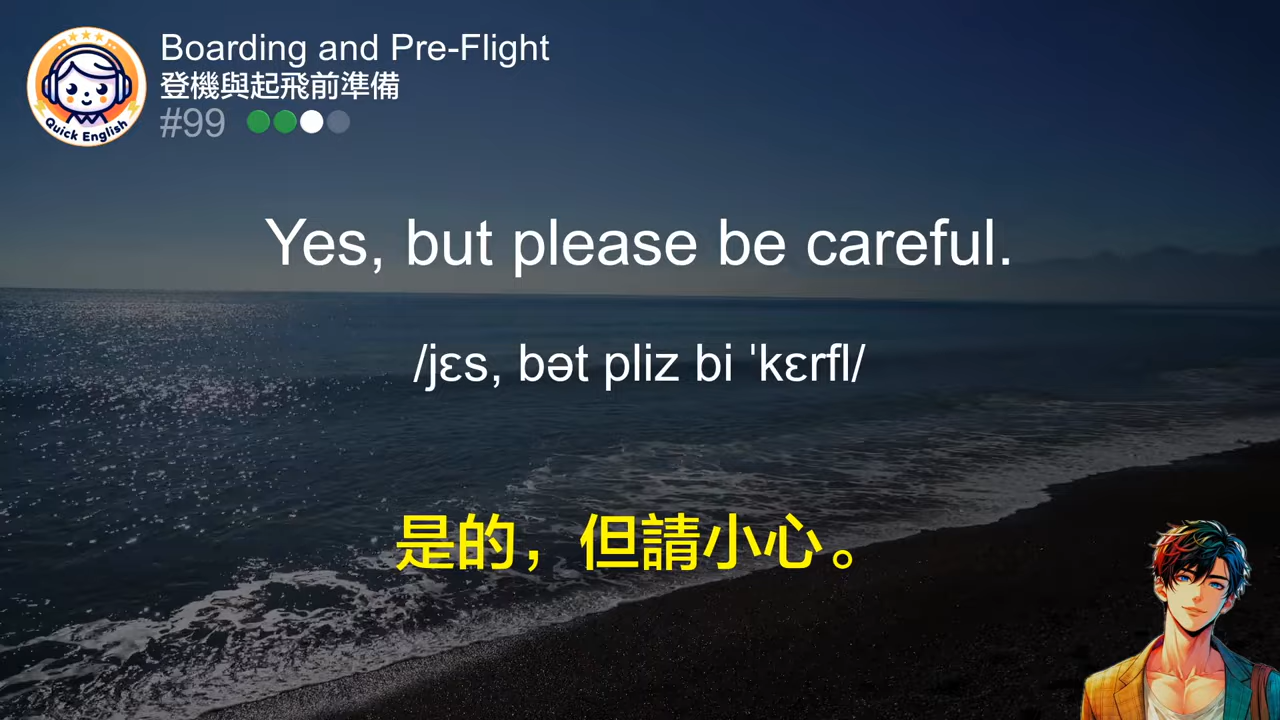 Boarding and Pre-Flight
登機與起飛前準備
#99
Quick English
Yes, but please be careful.
/jɛs, bət pliz bi ˈkɛrfl/
是的，但請小心。